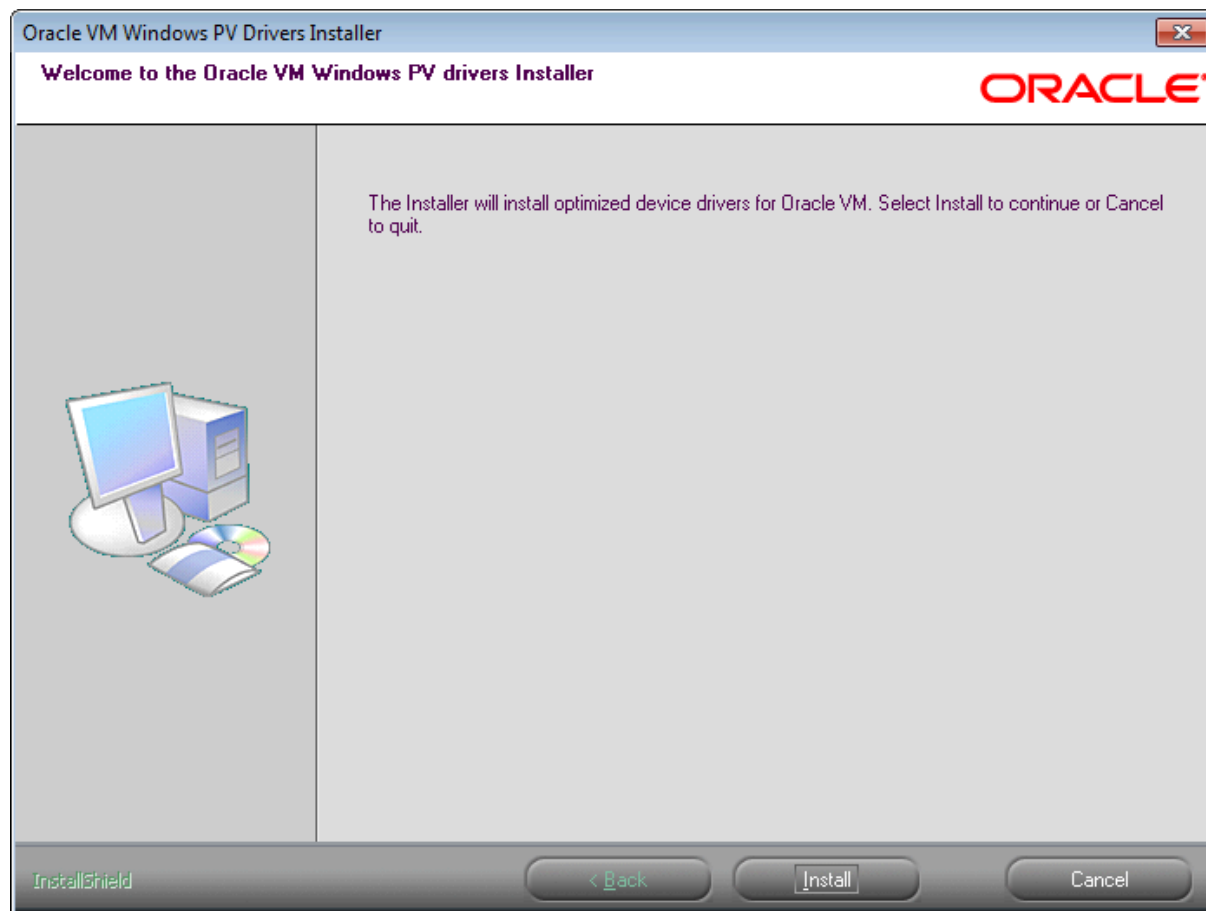 Oracle VM Windows PV Drivers Installer
Welcome to the Oracle VM Windows PV drivers Installer
ORACLE
The Installer will install optimized device drivers for Oracle VM. Select Install to continue or Cancel
to quit.
InstallShield
< Back
Install
Cancel